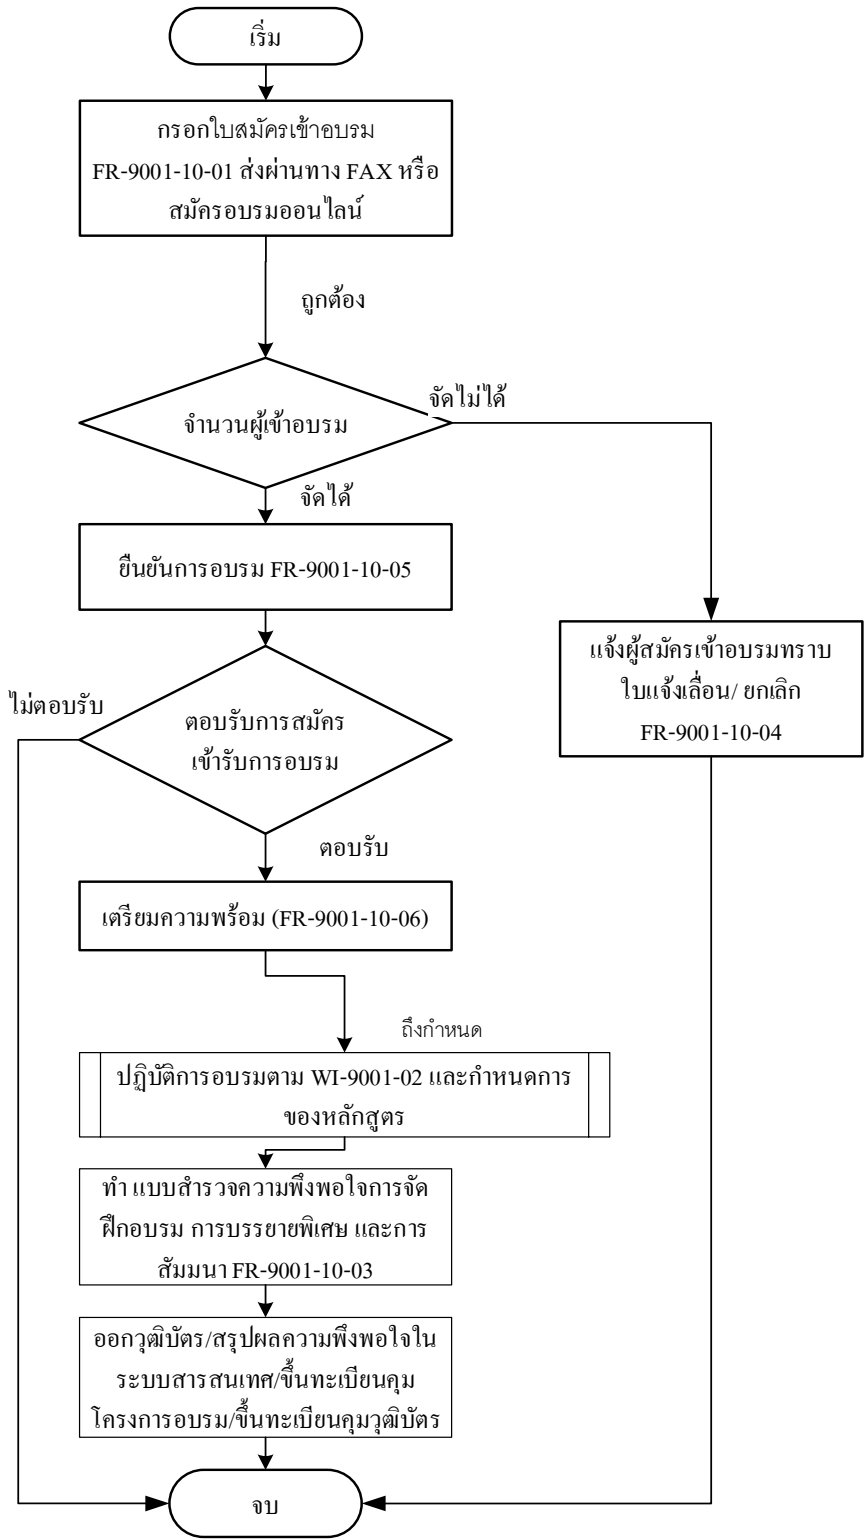 เริ่ม
กรอกใบสมัครเข้าอบรม
FR-9001-10-01 ส่งผ่านทาง FAX หรือ
สมัครอบรมออนไลน์
ถูกต้อง
จำนวนผู้เข้าอบรม
จัดไม่ได้
จัดได้
ยืนยันการอบรม FR-9001-10-05
แจ้งผู้สมัครเข้าอบรมทราบ
ใบแจ้งเลื่อน/ ยกเลิก
FR-9001-10-04
ไม่ตอบรับ
ตอบรับการสมัคร
เข้ารับการอบรม
ตอบรับ
เตรียมความพร้อม (FR-9001-10-06)
ถึงกำหนด
ปฏิบัติการอบรมตาม WI-9001-02 และกำหนดการ
ของหลักสูตร
ทำ แบบสำรวจความพึงพอใจการจัด
ฝึกอบรม การบรรยายพิเศษ และการ
สัมมนา FR-9001-10-03
ออกวุฒิบัตร/สรุปผลความพึงพอใจใน
ระบบสารสนเทศ/ขึ้นทะเบียนคุม
โครงการอบรม/ขึ้นทะเบียนคุมวุฒิบัตร
จบ